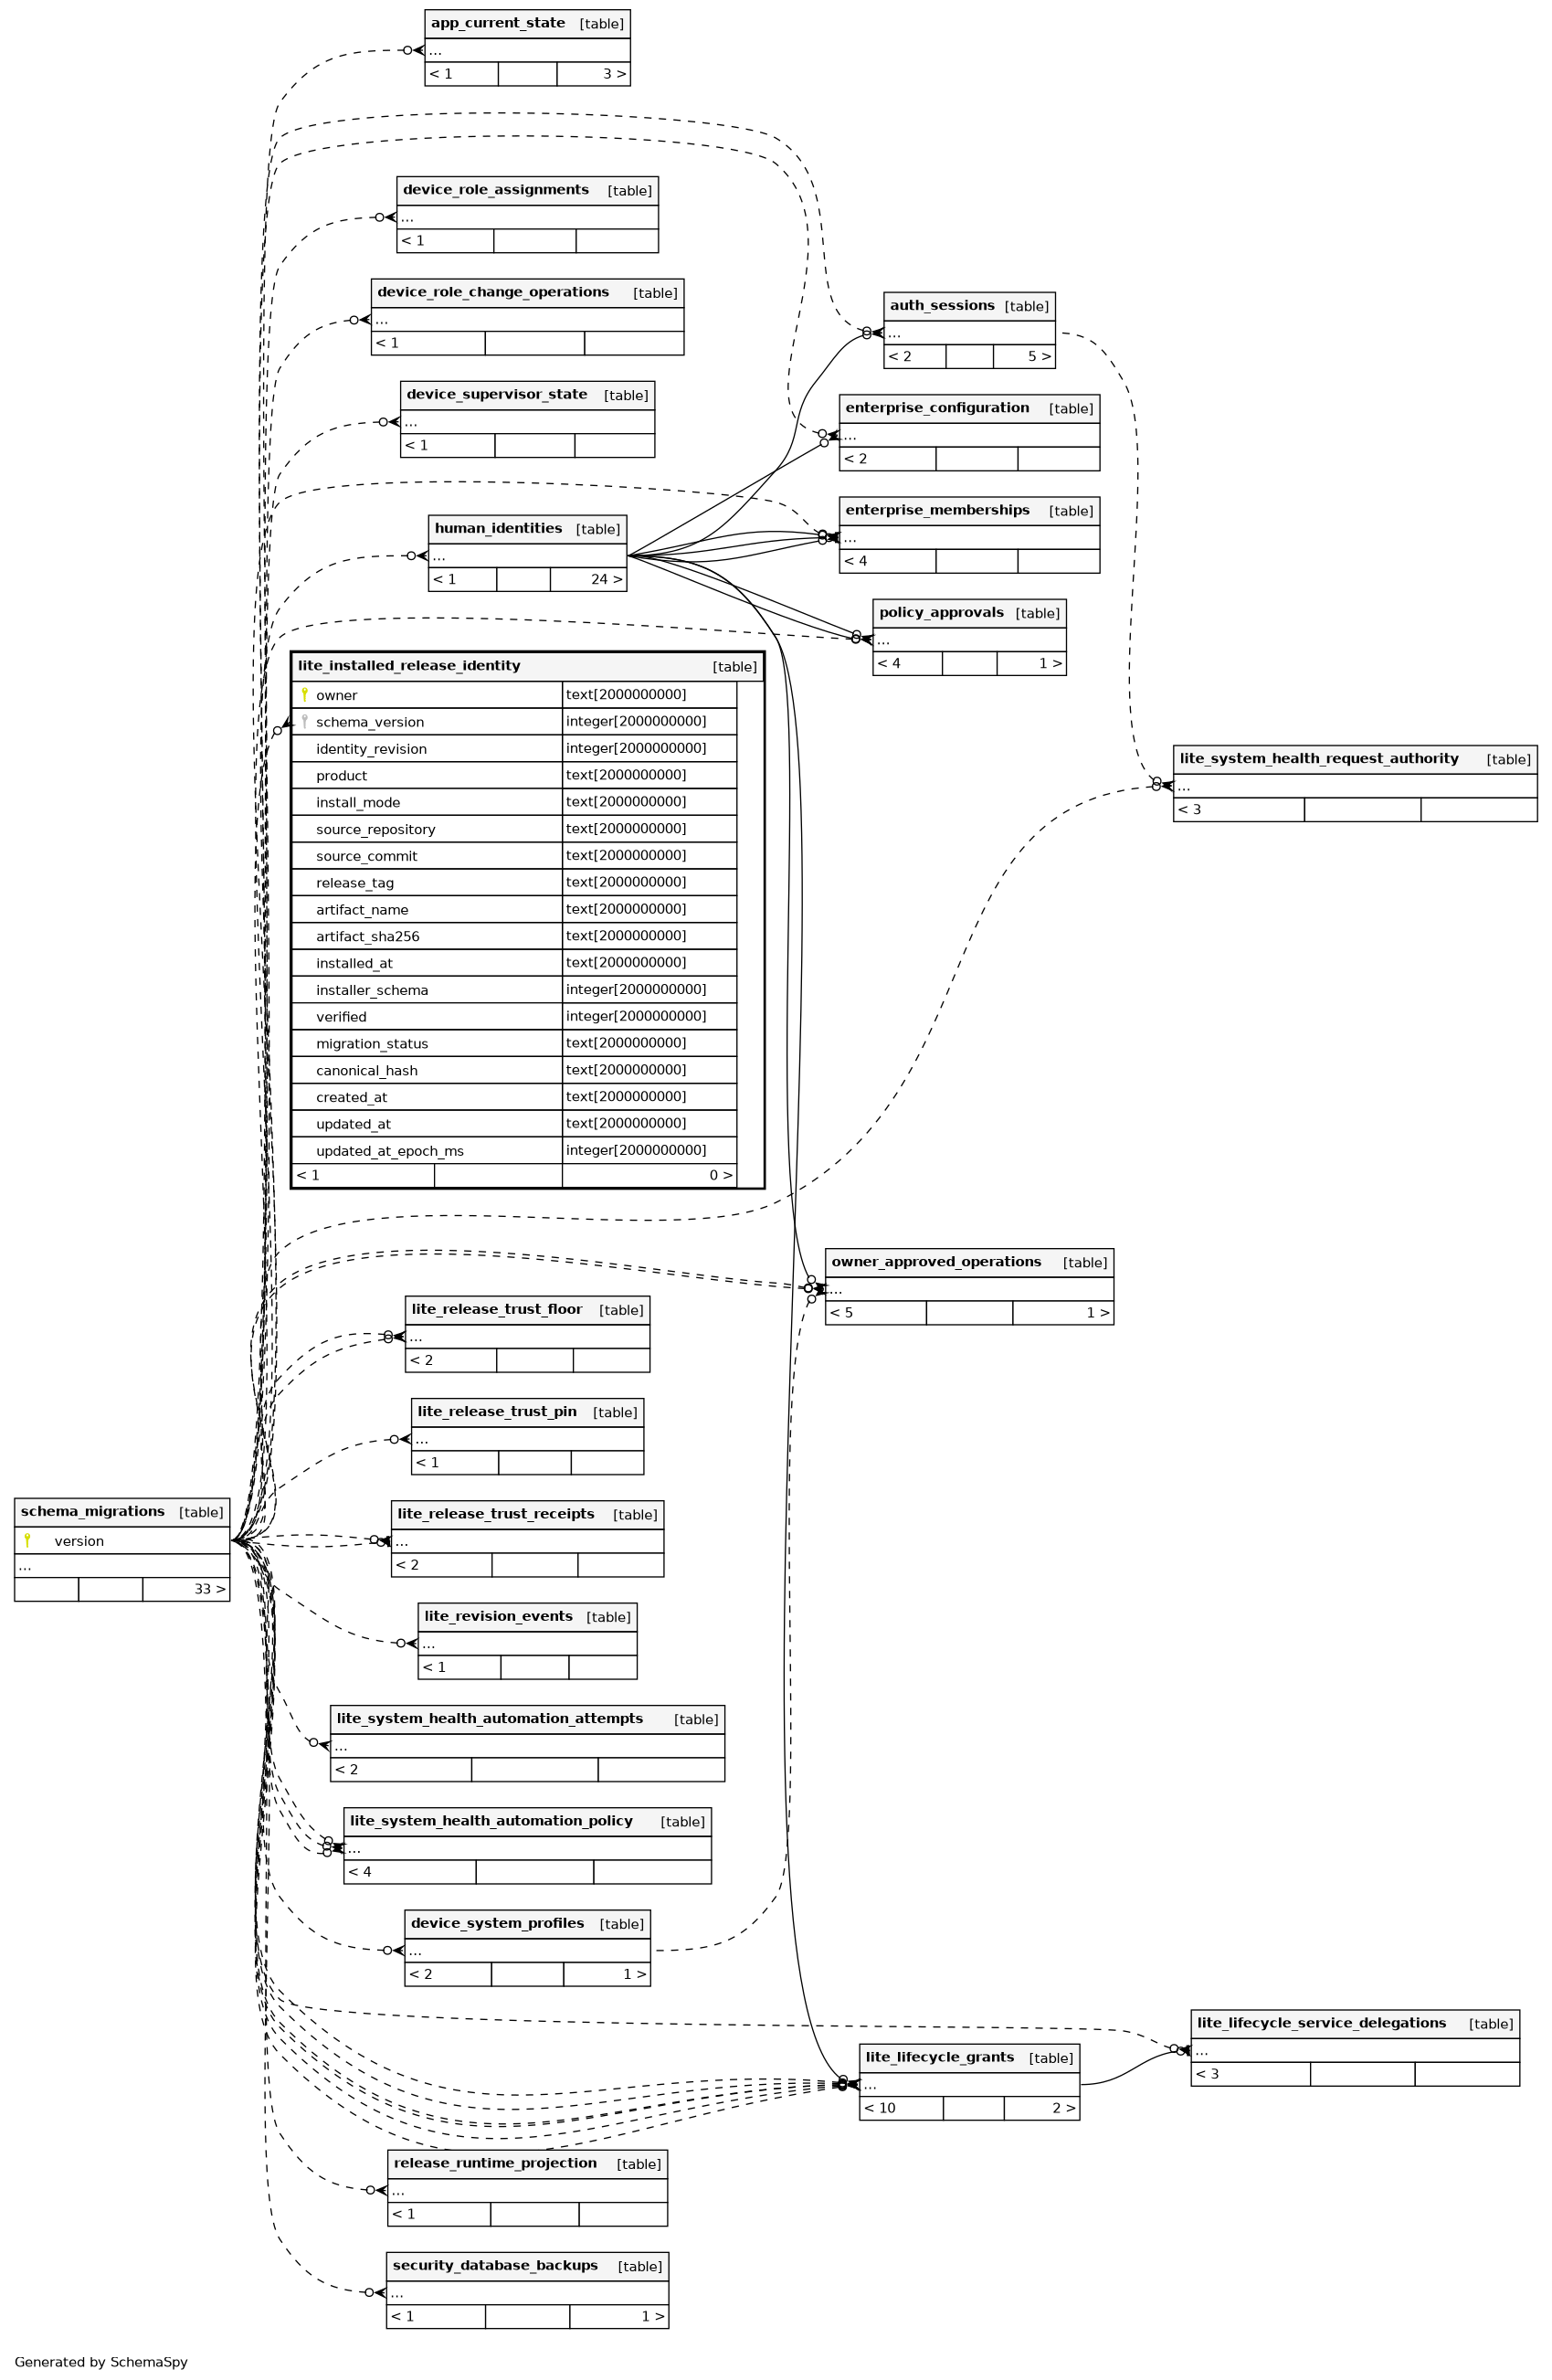 app_current_state [table]
...
< 1 3 >
device_role_assignments [table]
...
< 1
device_role_change_operations [table]
...
< 1
auth_sessions [table]
...
< 2 5 >
device_supervisor_state [table]
...
< 1
enterprise_configuration [table]
...
< 2
enterprise_memberships [table]
...
< 4
human_identities [table]
...
< 1 24 >
policy_approvals [table]
...
< 4 1 >
lite_installed_release_identity [table]
owner text[2000000000]
schema_version integer[2000000000]
identity_revision integer[2000000000]
product text[2000000000]
install_mode text[2000000000]
source_repository text[2000000000]
source_commit text[2000000000]
release_tag text[2000000000]
artifact_name text[2000000000]
artifact_sha256 text[2000000000]
installed_at text[2000000000]
installer_schema integer[2000000000]
verified integer[2000000000]
migration_status text[2000000000]
canonical_hash text[2000000000]
created_at text[2000000000]
updated_at text[2000000000]
updated_at_epoch_ms integer[2000000000]
< 1 0 >
lite_system_health_request_authority [table]
...
< 3
owner_approved_operations [table]
...
< 5 1 >
lite_release_trust_floor [table]
...
< 2
lite_release_trust_pin [table]
...
< 1
schema_migrations [table]
version
...
33 >
lite_release_trust_receipts [table]
...
< 2
lite_revision_events [table]
...
< 1
lite_system_health_automation_attempts [table]
...
< 2
lite_system_health_automation_policy [table]
...
< 4
device_system_profiles [table]
...
< 2 1 >
lite_lifecycle_service_delegations [table]
...
< 3
lite_lifecycle_grants [table]
...
< 10 2 >
release_runtime_projection [table]
...
< 1
security_database_backups [table]
...
< 1 1 >
Generated by SchemaSpy